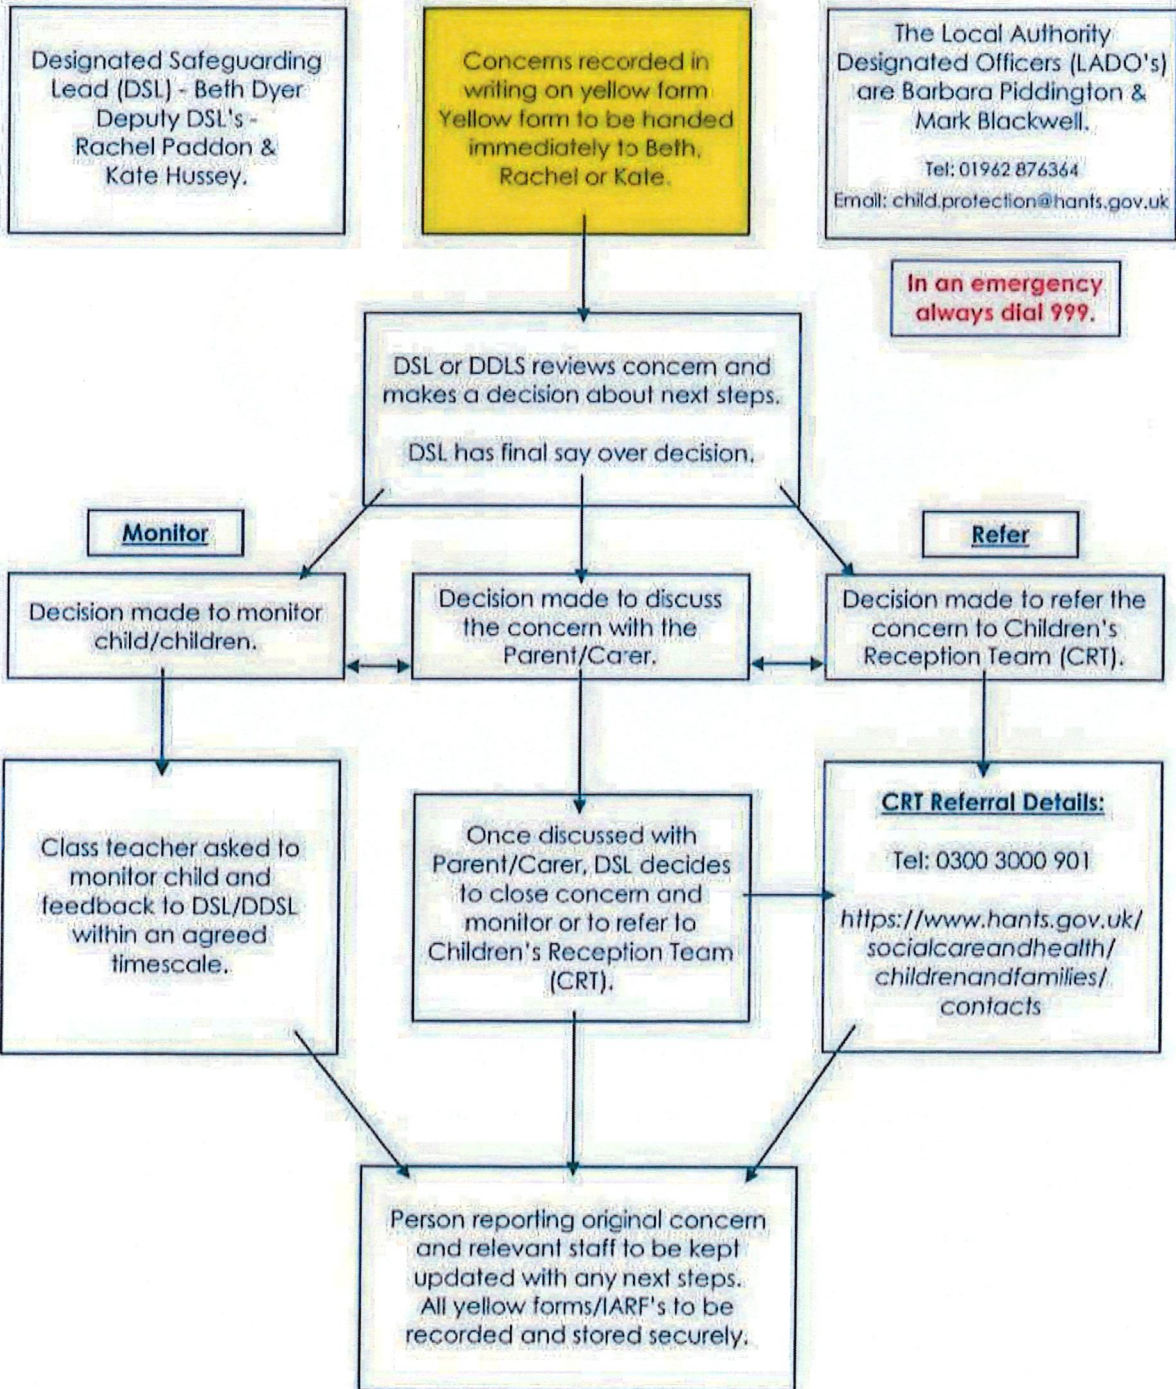 Designated Safeguarding
Lead (DSL) - Beth Dyer
Deputy DSL's -
Rachel Paddon &
Kate Hussey.
Concerns recorded in
writing on yellow form
Yellow form to be handed
immediately to Beth,
Rachel or Kate.
The Local Authority
Designated Officers (LADO's)
are Barbara Piddington &
Mark Blackwell.
Tel: 01962 876364
Email: child.protection@hants.gov.uk
In an emergency
always dial 999.
DSL or DDLS reviews concern and
makes a decision about next steps.
DSL has final say over decision.
Monitor
Refer
Decision made to monitor
child/children.
Decision made to discuss
the concern with the
Parent/Carer.
Decision made to refer the
concern to Children's
Reception Team (CRT).
Class teacher asked to
monitor child and
feedback to DSL/DDSL
within an agreed
timescale.
Once discussed with
Parent/Carer, DSL decides
to close concern and
monitor or to refer to
Children's Reception Team
(CRT).
CRT Referral Details:
Tel: 0300 3000 901
https://www.hants.gov.uk/
socialcareandhealth/
childrenandfamilies/
contacts
Person reporting original concern
and relevant staff to be kept
updated with any next steps.
All yellow forms/IARF's to be
recorded and stored securely.